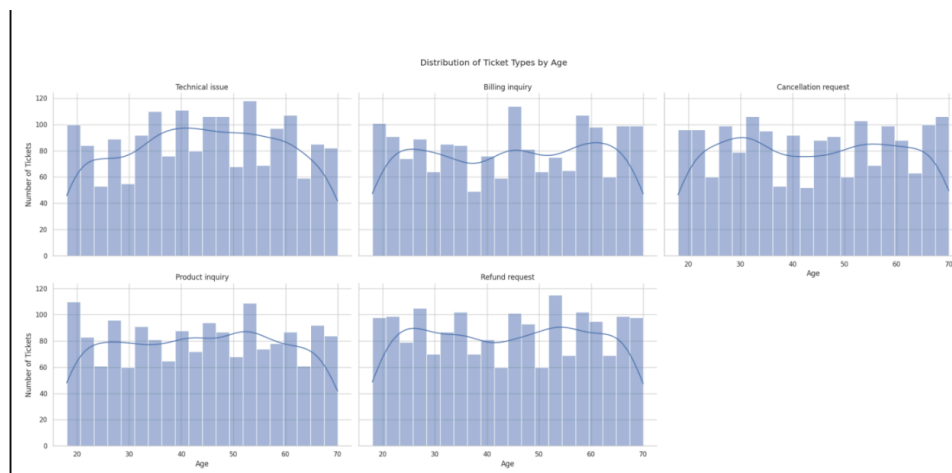 Distribution of Ticket Types by Age
Technical issue
Billing inquiry
Cancellation request
120
100
80
60
40
20
0
Number of Tickets
20 30 40 50 60 70
Age
Product inquiry
Refund request
120
100
80
60
40
20
0
Number of Tickets
20 30 40 50 60 70
Age
20 30 40 50 60 70
Age